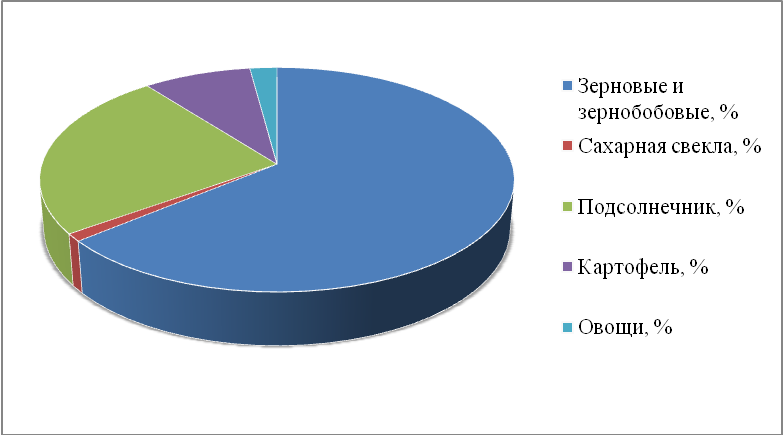 Зерновые и
зернобобовые, %
Сахарная свекла, %
Подсолнечник, %
Картофель, %
Овощи, %